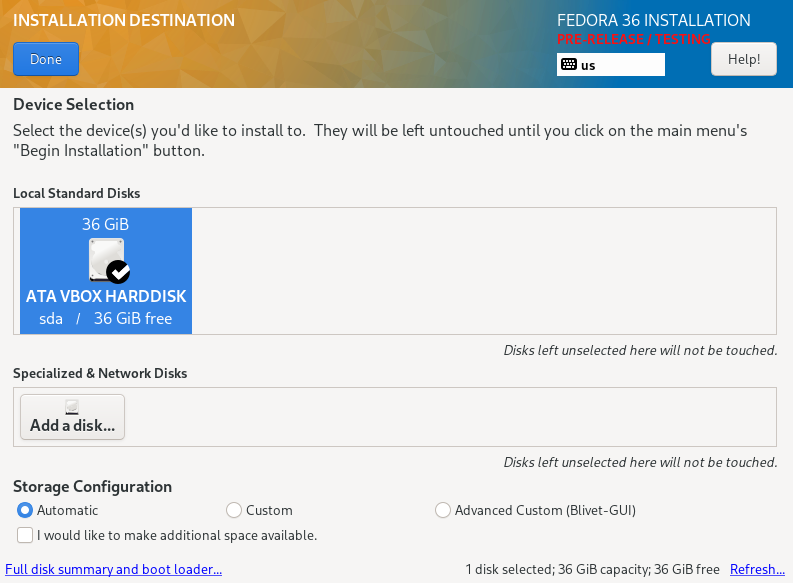 INSTALLATION DESTINATION
FEDORA 36 INSTALLATION
PRE-RELEASE / TESTING
Done
us
Help!
Device Selection
Select the device(s) you'd like to install to.  They will be left untouched until you click on the main menu's
"Begin Installation" button.
Local Standard Disks
36 GiB
ATA VBOX HARDDISK
sda / 36 GiB free
Disks left unselected here will not be touched.
Specialized & Network Disks
Add a disk...
Disks left unselected here will not be touched.
Storage Configuration
Automatic
Custom
Advanced Custom (Blivet-GUI)
I would like to make additional space available.
Full disk summary and boot loader...
1 disk selected; 36 GiB capacity; 36 GiB free
Refresh...